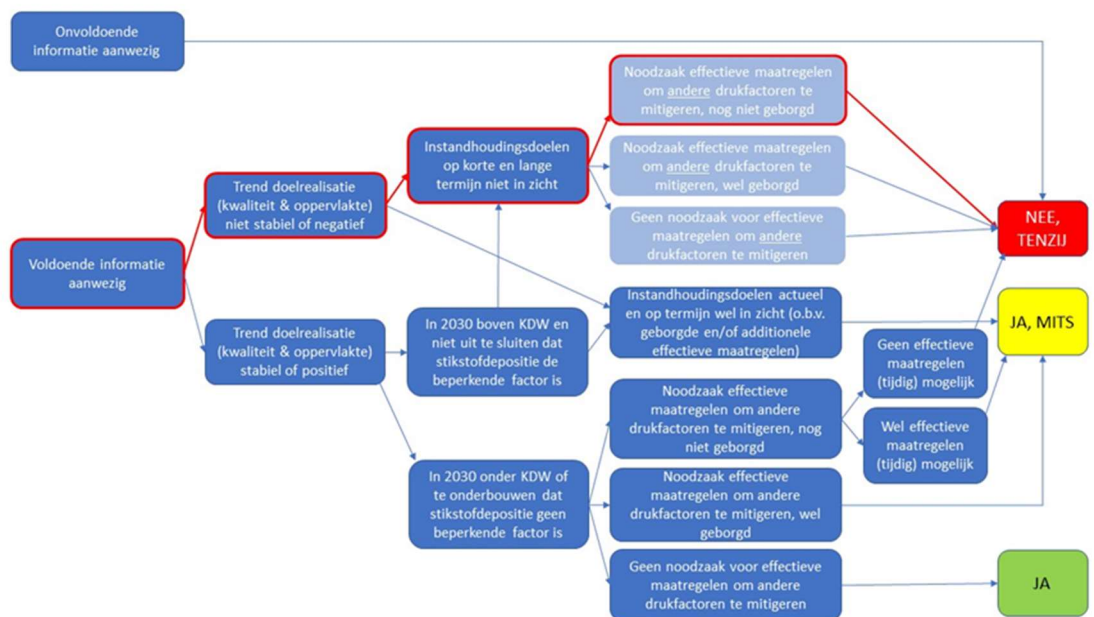 Onvoldoende
informatie aanwezig
Noodzaak effectieve maatregelen
om andere drukfactoren te
mitigeren, nog niet geborgd
Instandhoudingsdoelen
op korte en lange
termijn niet in zicht
Noodzaak effectieve maatregelen
om andere drukfactoren te
mitigeren, wel geborgd
Trend doelrealisatie
(kwaliteit & oppervlakte)
niet stabiel of negatief
Geen noodzaak voor effectieve
maatregelen om andere
drukfactoren te mitigeren
NEE,
TENZIJ
Voldoende informatie
aanwezig
Trend doelrealisatie
(kwaliteit & oppervlakte)
stabiel of positief
In 2030 boven KDW en
niet uit te sluiten dat
stikstofdepositie de
beperkende factor is
Instandhoudingsdoelen actueel
en op termijn wel in zicht (o.b.v.
geborgde en/of additionele
effectieve maatregelen)
JA, MITS
Geen effectieve
maatregelen
(tijdig) mogelijk
Noodzaak effectieve
maatregelen om andere
drukfactoren te mitigeren, nog
niet geborgd
Wel effectieve
maatregelen
(tijdig) mogelijk
In 2030 onder KDW of
te onderbouwen dat
stikstofdepositie geen
beperkende factor is
Noodzaak effectieve
maatregelen om andere
drukfactoren te mitigeren, wel
geborgd
Geen noodzaak voor effectieve
maatregelen om andere
drukfactoren te mitigeren
JA